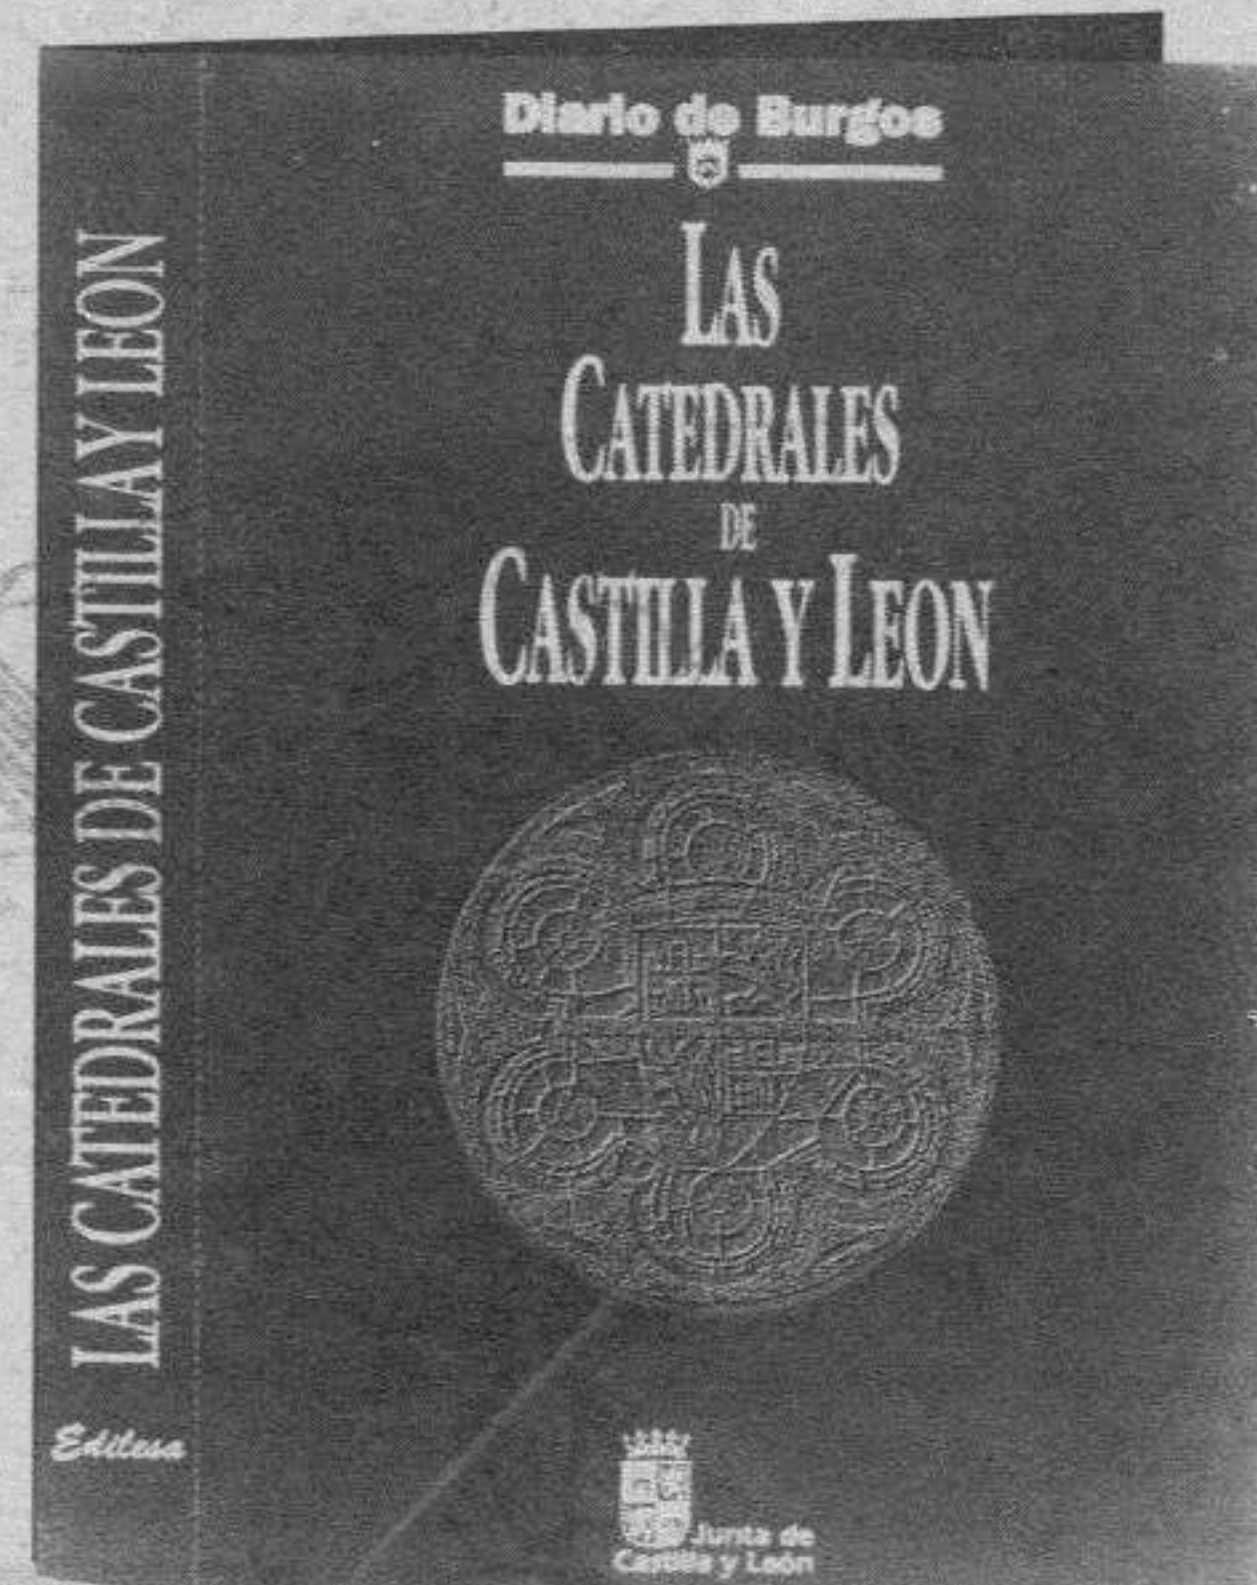 LAS CATEDRALES DE CASTILLA Y LEON
Edilesa
Diario de Burgos
LAS
CATEDRALES
DE
CASTILLA Y LEON
Junta de
Castilla y León